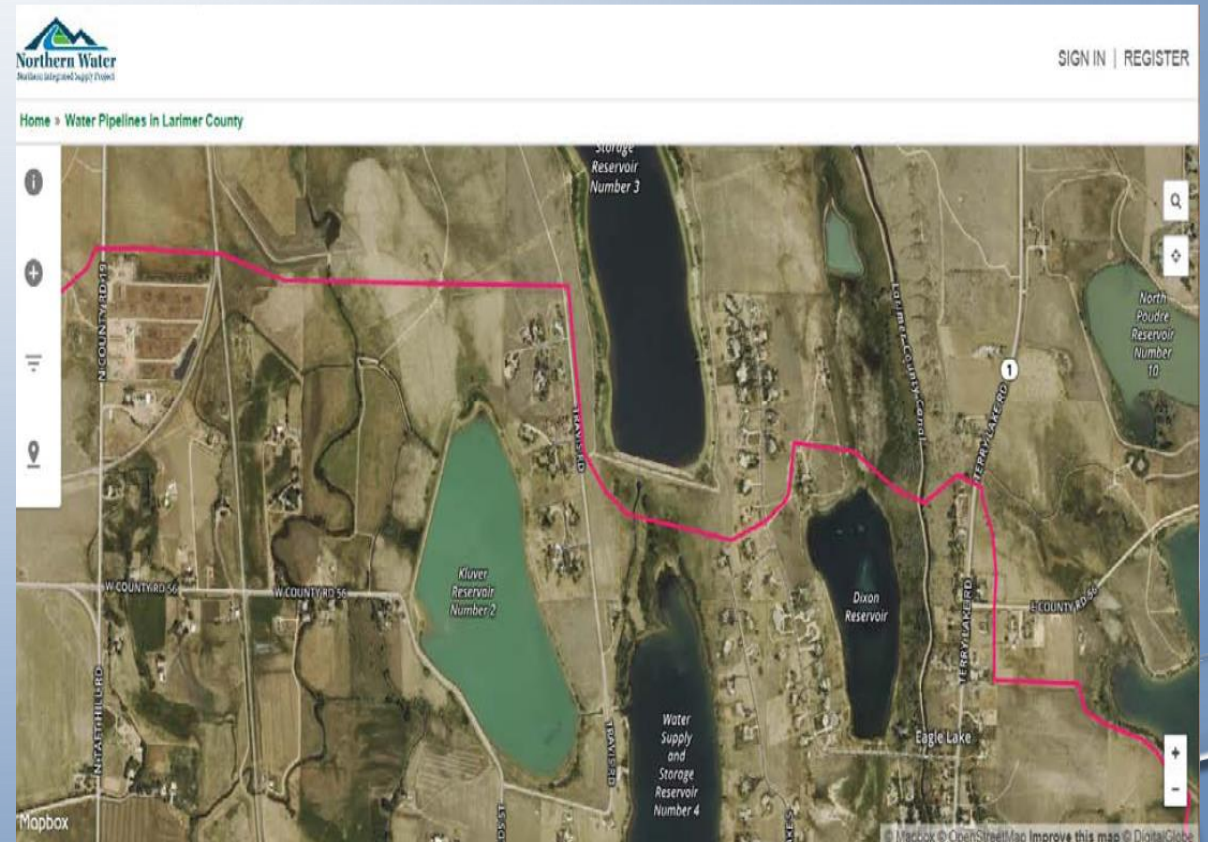 Northern Water
Northern Integrated Supply Project
SIGN IN | REGISTER
Home » Water Pipelines in Larimer County
Storage
Reservoir
Number 3
N COUNTY RD 19
Larimer County Canal
North
Poudre
Reservoir
Number
10
1
TERRY LAKE RD
TRAVIS RD
W COUNTY RD 56
W COUNTY RD 56
Kluver
Reservoir
Number 2
Dixon
Reservoir
E COUNTY RD 56
TERRY LAKE RD
N TAFT HILL RD
TRAVIS RD
Water
Supply
and
Storage
Reservoir
Number 4
Eagle Lake
DS ST
Mapbox
© Mapbox © OpenStreetMap Improve this map © DigitalGlobe